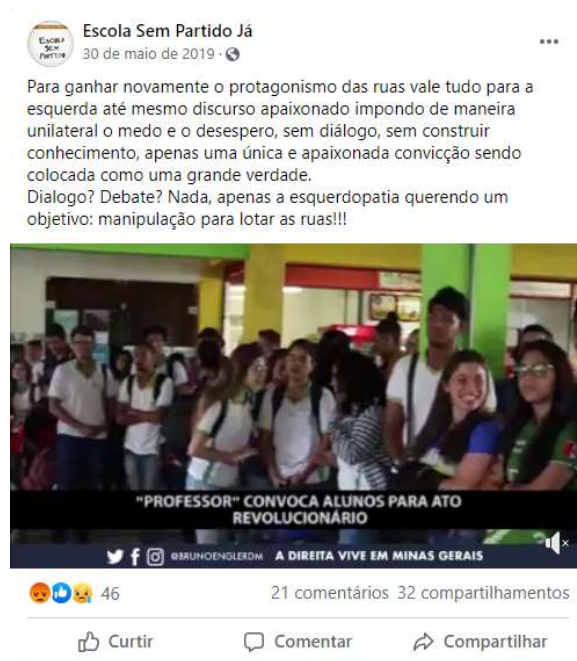 Escola Sem Partido Já
30 de maio de 2019 ·
ESCOLA
SEM
PARTIDO
Para ganhar novamente o protagonismo das ruas vale tudo para a
esquerda até mesmo discurso apaixonado impondo de maneira
unilateral o medo e o desespero, sem diálogo, sem construir
conhecimento, apenas uma única e apaixonada convicção sendo
colocada como uma grande verdade.
Dialogo? Debate? Nada, apenas a esquerdopatia querendo um
objetivo: manipulação para lotar as ruas!!!
"PROFESSOR" CONVOCA ALUNOS PARA ATO
REVOLUCIONÁRIO
@BRUNOENGLERDM A DIREITA VIVE EM MINAS GERAIS
46 21 comentários 32 compartilhamentos
Curtir Comentar Compartilhar